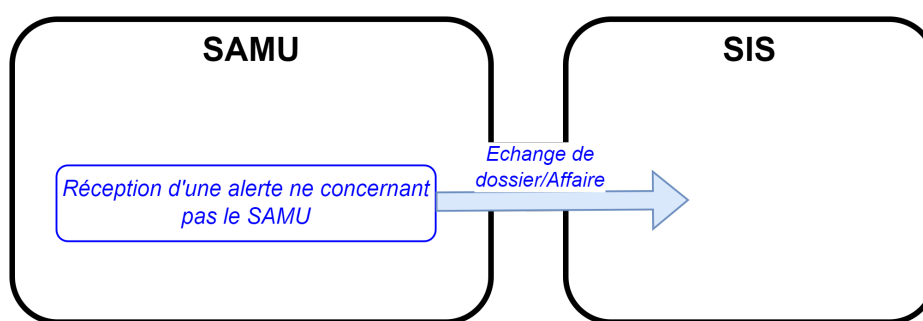 SAMU
SIS
Echange de
dossier/Affaire
Réception d'une alerte ne concernant
pas le SAMU